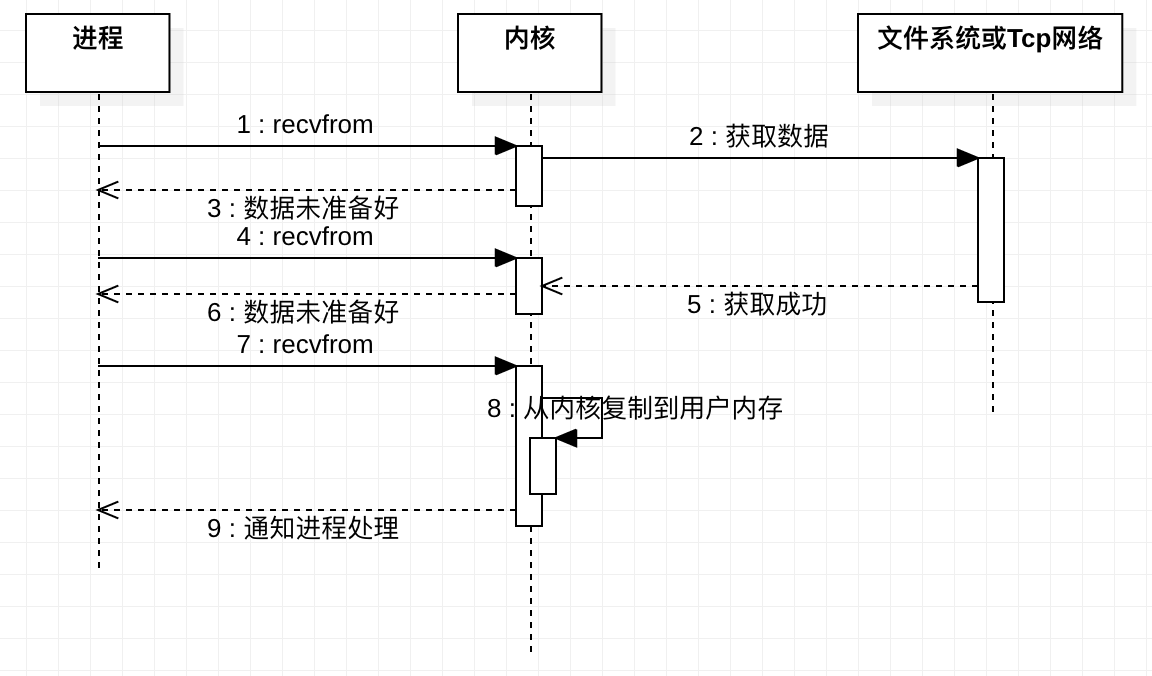 进程
内核
文件系统或Tcp网络
1 : recvfrom
2 : 获取数据
3 : 数据未准备好
4 : recvfrom
5 : 获取成功
6 : 数据未准备好
7 : recvfrom
8 : 从内核复制到用户内存
9 : 通知进程处理